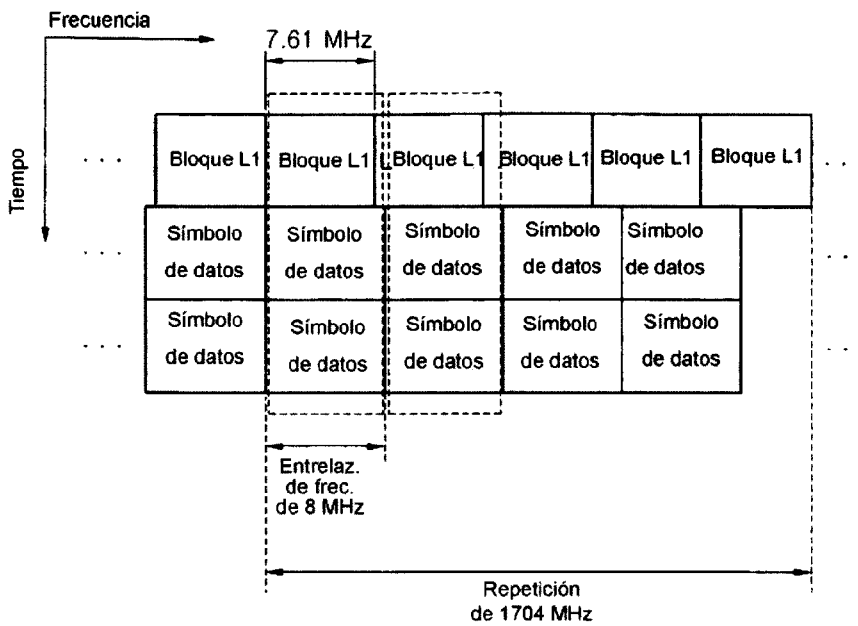 Frecuencia
7.61 MHz
Tiempo
. . . Bloque L1 Bloque L1 L Bloque L1 Bloque L1 Bloque L1 Bloque L1 . . .
Símbolo Símbolo Símbolo Símbolo Símbolo
. . . de datos de datos de datos de datos de datos . . .
Símbolo Símbolo Símbolo Símbolo Símbolo
. . . de datos de datos de datos de datos de datos . . .
Entrelaz.
de frec.
de 8 MHz
Repetición
de 1704 MHz